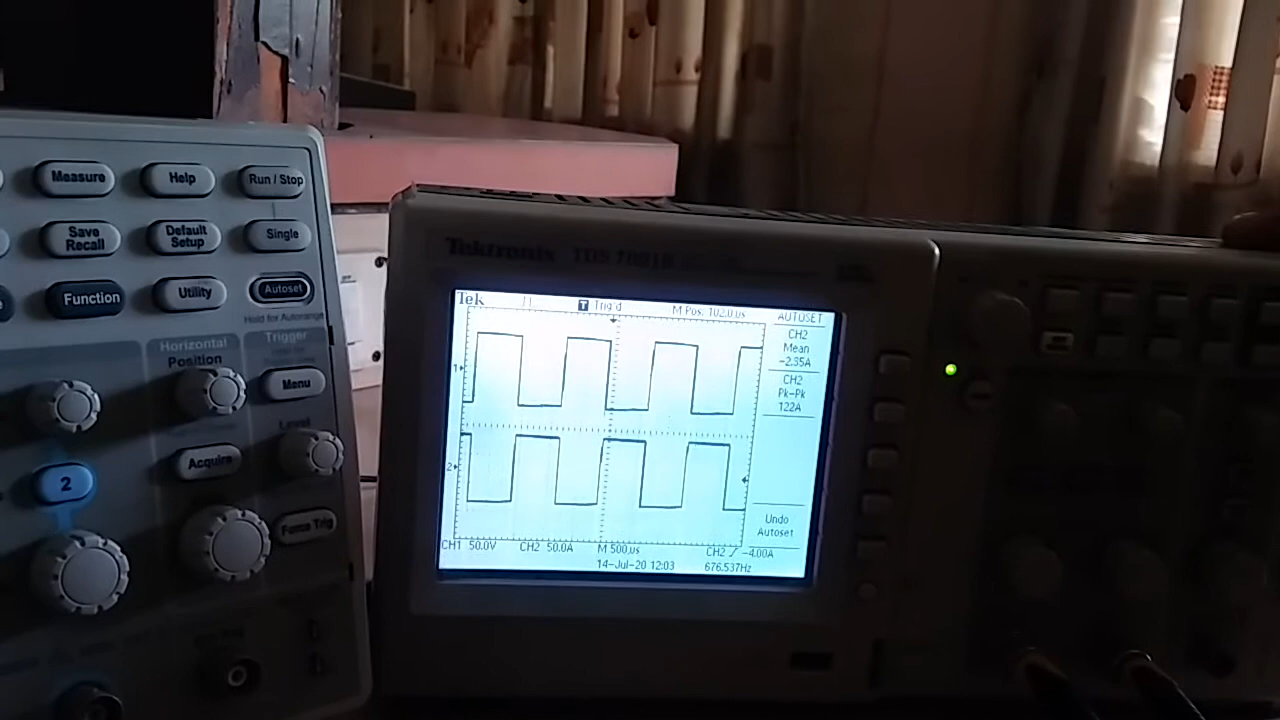 Measure
Help
Run / Stop
Save
Recall
Default
Setup
Single
Function
Utility
Autoset
Hold for Autorange
Horizontal
Position
Trigger
Menu
Level
Acquire
2
Force Trig
Tektronix
Tek
T Trig'd
M Pos: 102.0us
AUTOSET
CH2
Mean
-2.35A
CH2
Pk-Pk
122A
1
2
Undo
Autoset
CH1 50.0V
CH2 50.0A
M 500us
CH2 -4.00A
14-Jul-20 12:03
676.537Hz